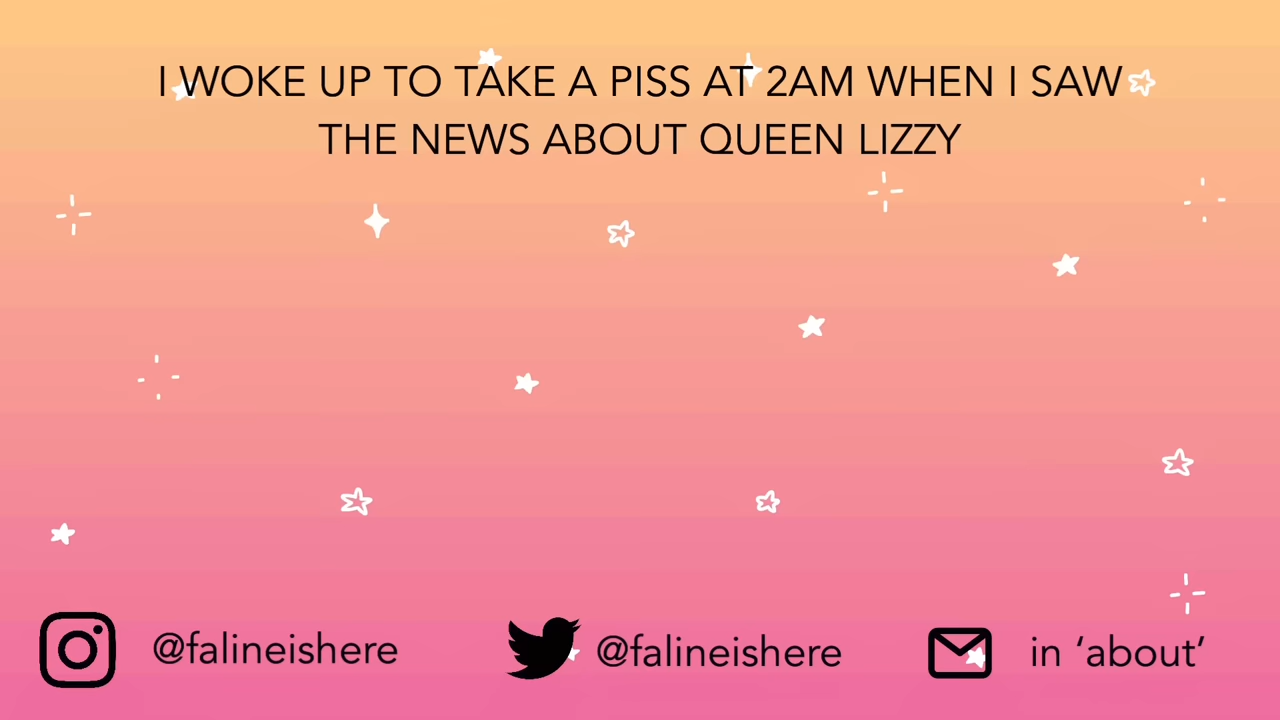 I WOKE UP TO TAKE A PISS AT 2AM WHEN I SAW
THE NEWS ABOUT QUEEN LIZZY
@falineishere
@falineishere
in ‘about’